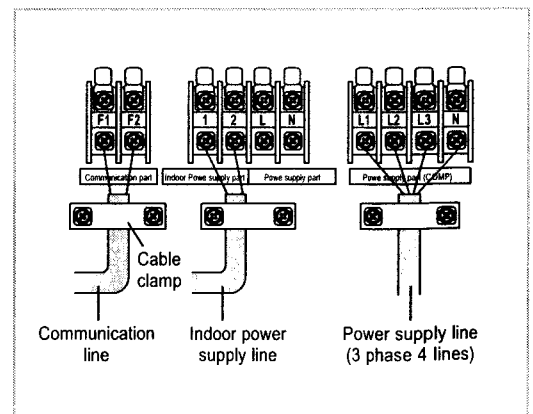 F1 F2
1 2 L N
L1 L2 L3 N
Communication part
Indoor Powe supply part
Powe supply part
Powe supply part (COMP)
Cable
clamp
Communication
line
Indoor power
supply line
Power supply line
(3 phase 4 lines)